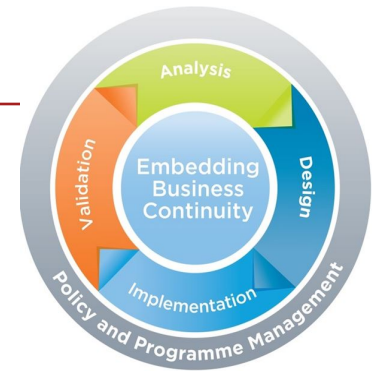 Analysis
Design
Implementation
Validation
Embedding
Business
Continuity
Policy and Programme Management